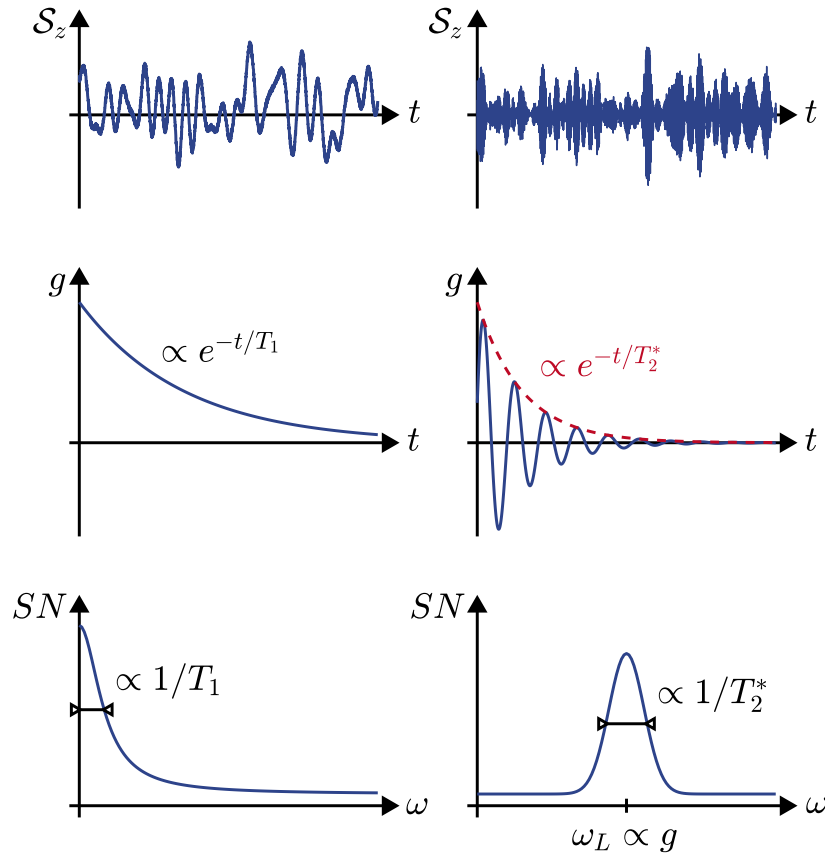 𝒮_z
t
𝒮_z
t
g
∝ e^{−t/T_1}
t
g
∝ e^{−t/T_2^*}
t
SN
∝ 1/T_1
ω
SN
∝ 1/T_2^*
ω
ω_L ∝ g